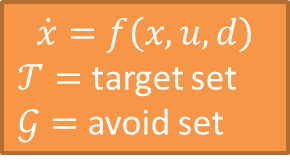 ẋ = f(x, u, d)
𝒯 = target set
𝒢 = avoid set